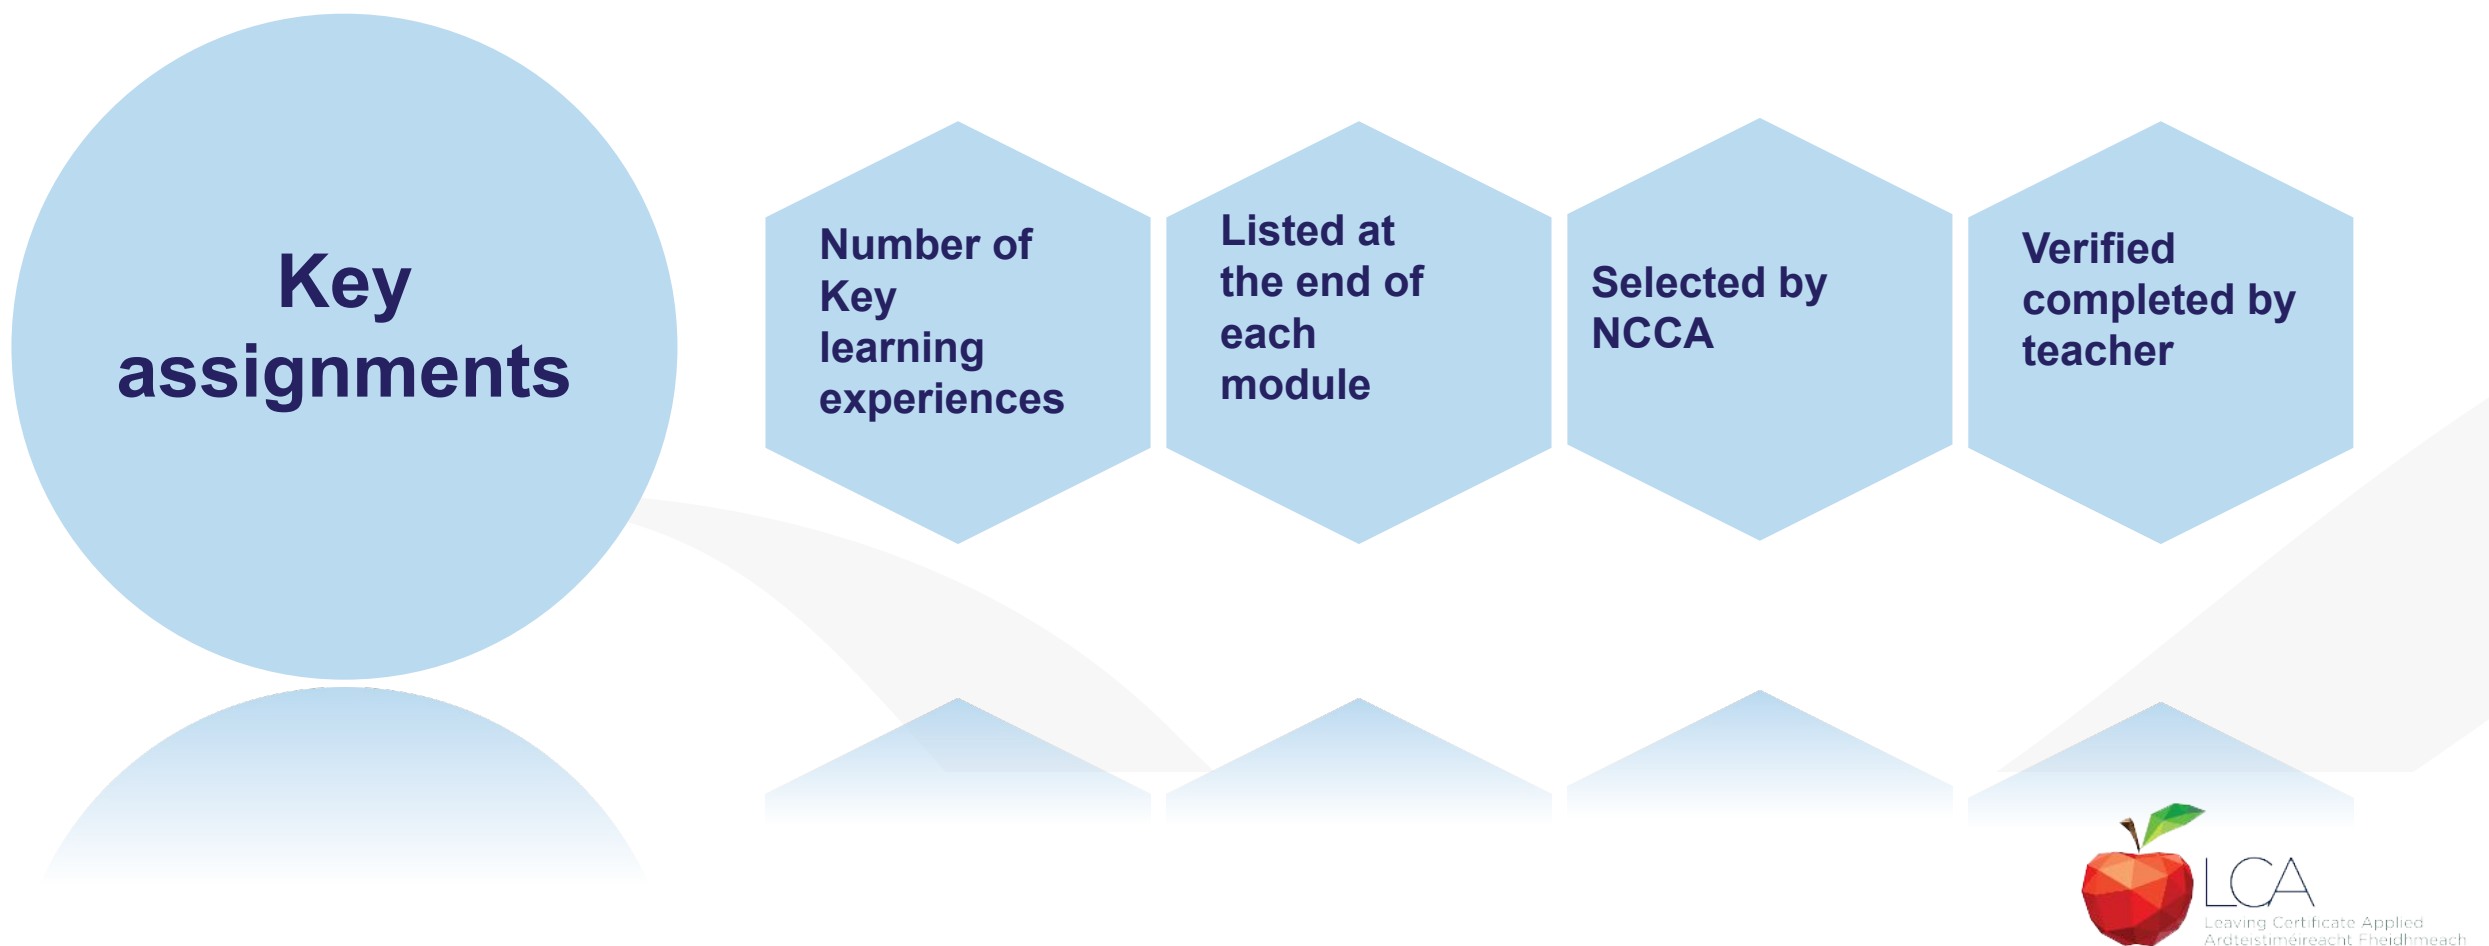 Key
assignments
Number of
Key
learning
experiences
Listed at
the end of
each
module
Selected by
NCCA
Verified
completed by
teacher
LCA
Leaving Certificate Applied
Ardteistiméireacht Fheidhmeach